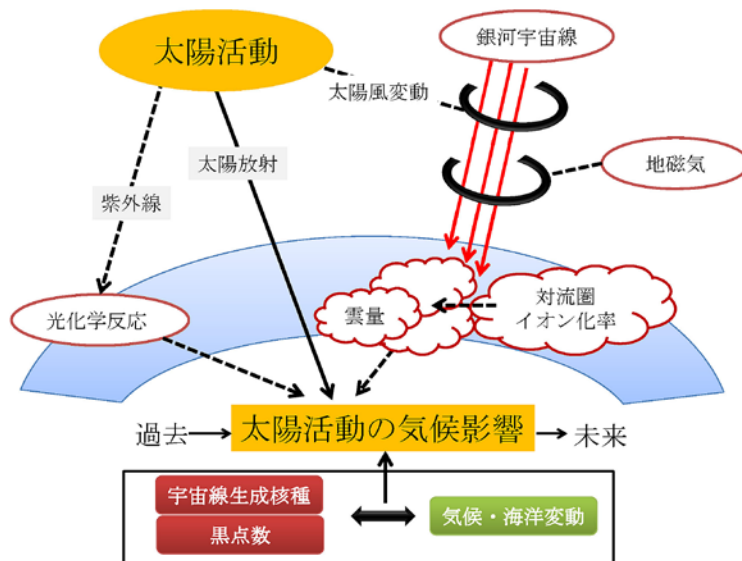 太陽活動
銀河宇宙線
太陽風変動
地磁気
太陽放射
紫外線
光化学反応
雲量
対流圏
イオン化率
過去
太陽活動の気候影響
未来
宇宙線生成核種
黒点数
気候・海洋変動